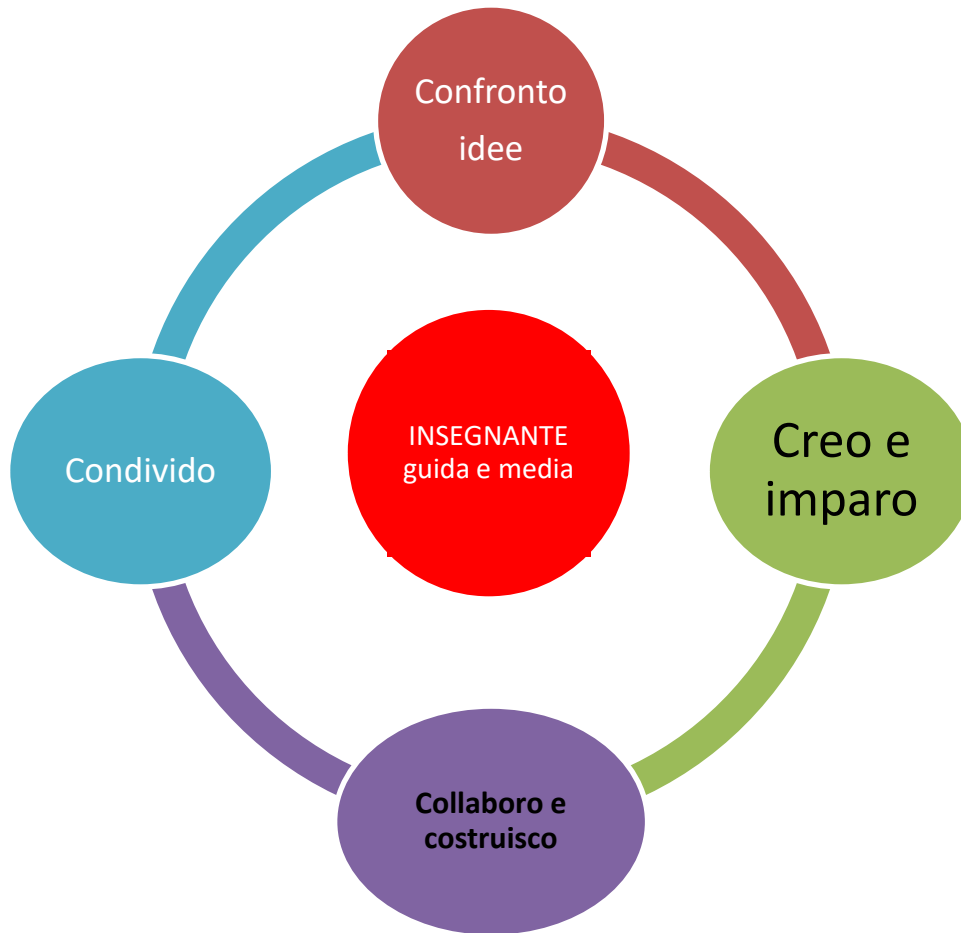 Confronto
idee
INSEGNANTE
guida e media
Condivido
Creo e
imparo
Collaboro e
costruisco